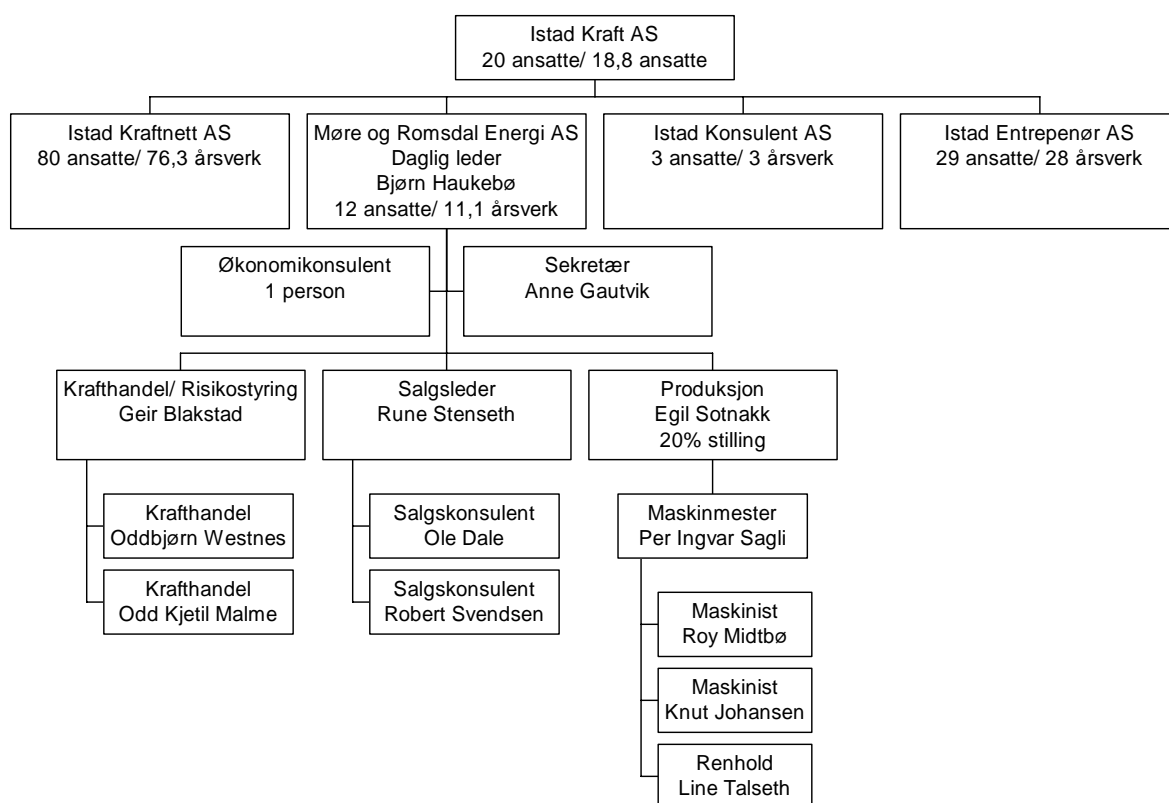 Istad Kraft AS
20 ansatte/ 18,8 ansatte
Istad Kraftnett AS
80 ansatte/ 76,3 årsverk
Møre og Romsdal Energi AS
Daglig leder
Bjørn Haukebø
12 ansatte/ 11,1 årsverk
Istad Konsulent AS
3 ansatte/ 3 årsverk
Istad Entrepenør AS
29 ansatte/ 28 årsverk
Økonomikonsulent
1 person
Sekretær
Anne Gautvik
Krafthandel/ Risikostyring
Geir Blakstad
Salgsleder
Rune Stenseth
Produksjon
Egil Sotnakk
20% stilling
Krafthandel
Oddbjørn Westnes
Krafthandel
Odd Kjetil Malme
Salgskonsulent
Ole Dale
Salgskonsulent
Robert Svendsen
Maskinmester
Per Ingvar Sagli
Maskinist
Roy Midtbø
Maskinist
Knut Johansen
Renhold
Line Talseth